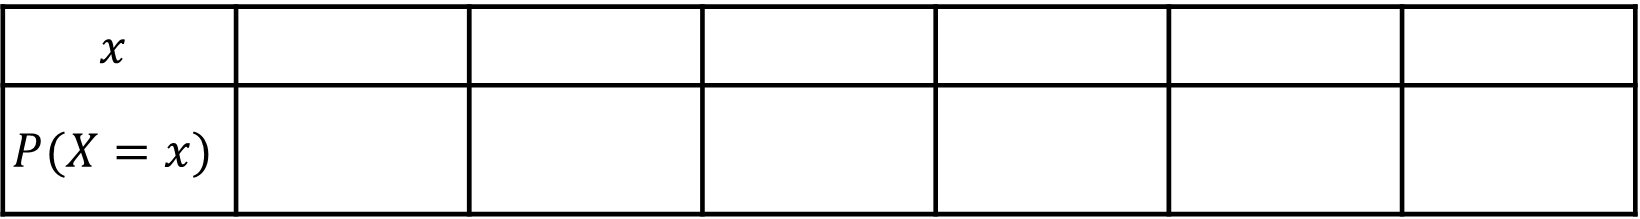 x
P(X = x)